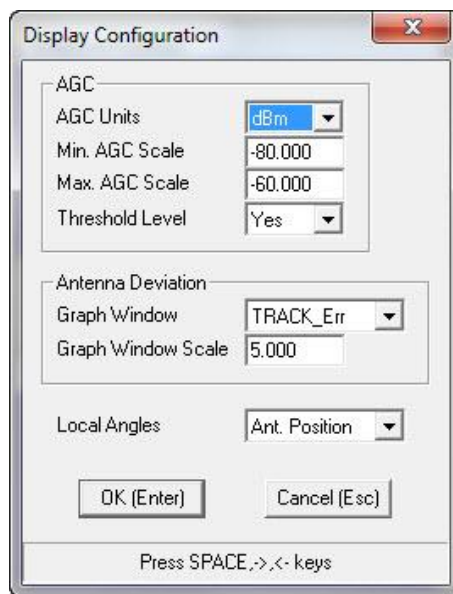 Display Configuration
AGC
AGC Units dBm
Min. AGC Scale -80.000
Max. AGC Scale -60.000
Threshold Level Yes
Antenna Deviation
Graph Window TRACK_Err
Graph Window Scale 5.000
Local Angles Ant. Position
OK (Enter) Cancel (Esc)
Press SPACE,->,<- keys